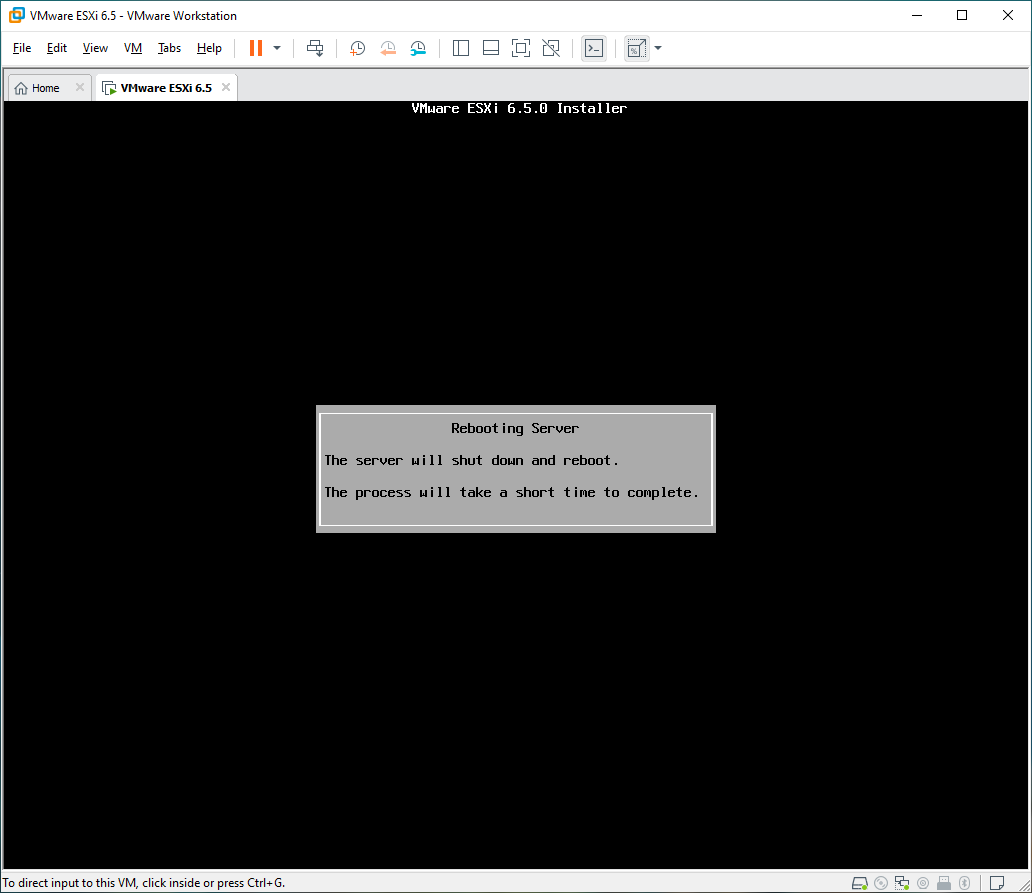 VMware ESXi 6.5 - VMware Workstation
File Edit View VM Tabs Help
Home VMware ESXi 6.5
VMware ESXi 6.5.0 Installer
Rebooting Server
The server will shut down and reboot.
The process will take a short time to complete.
To direct input to this VM, click inside or press Ctrl+G.